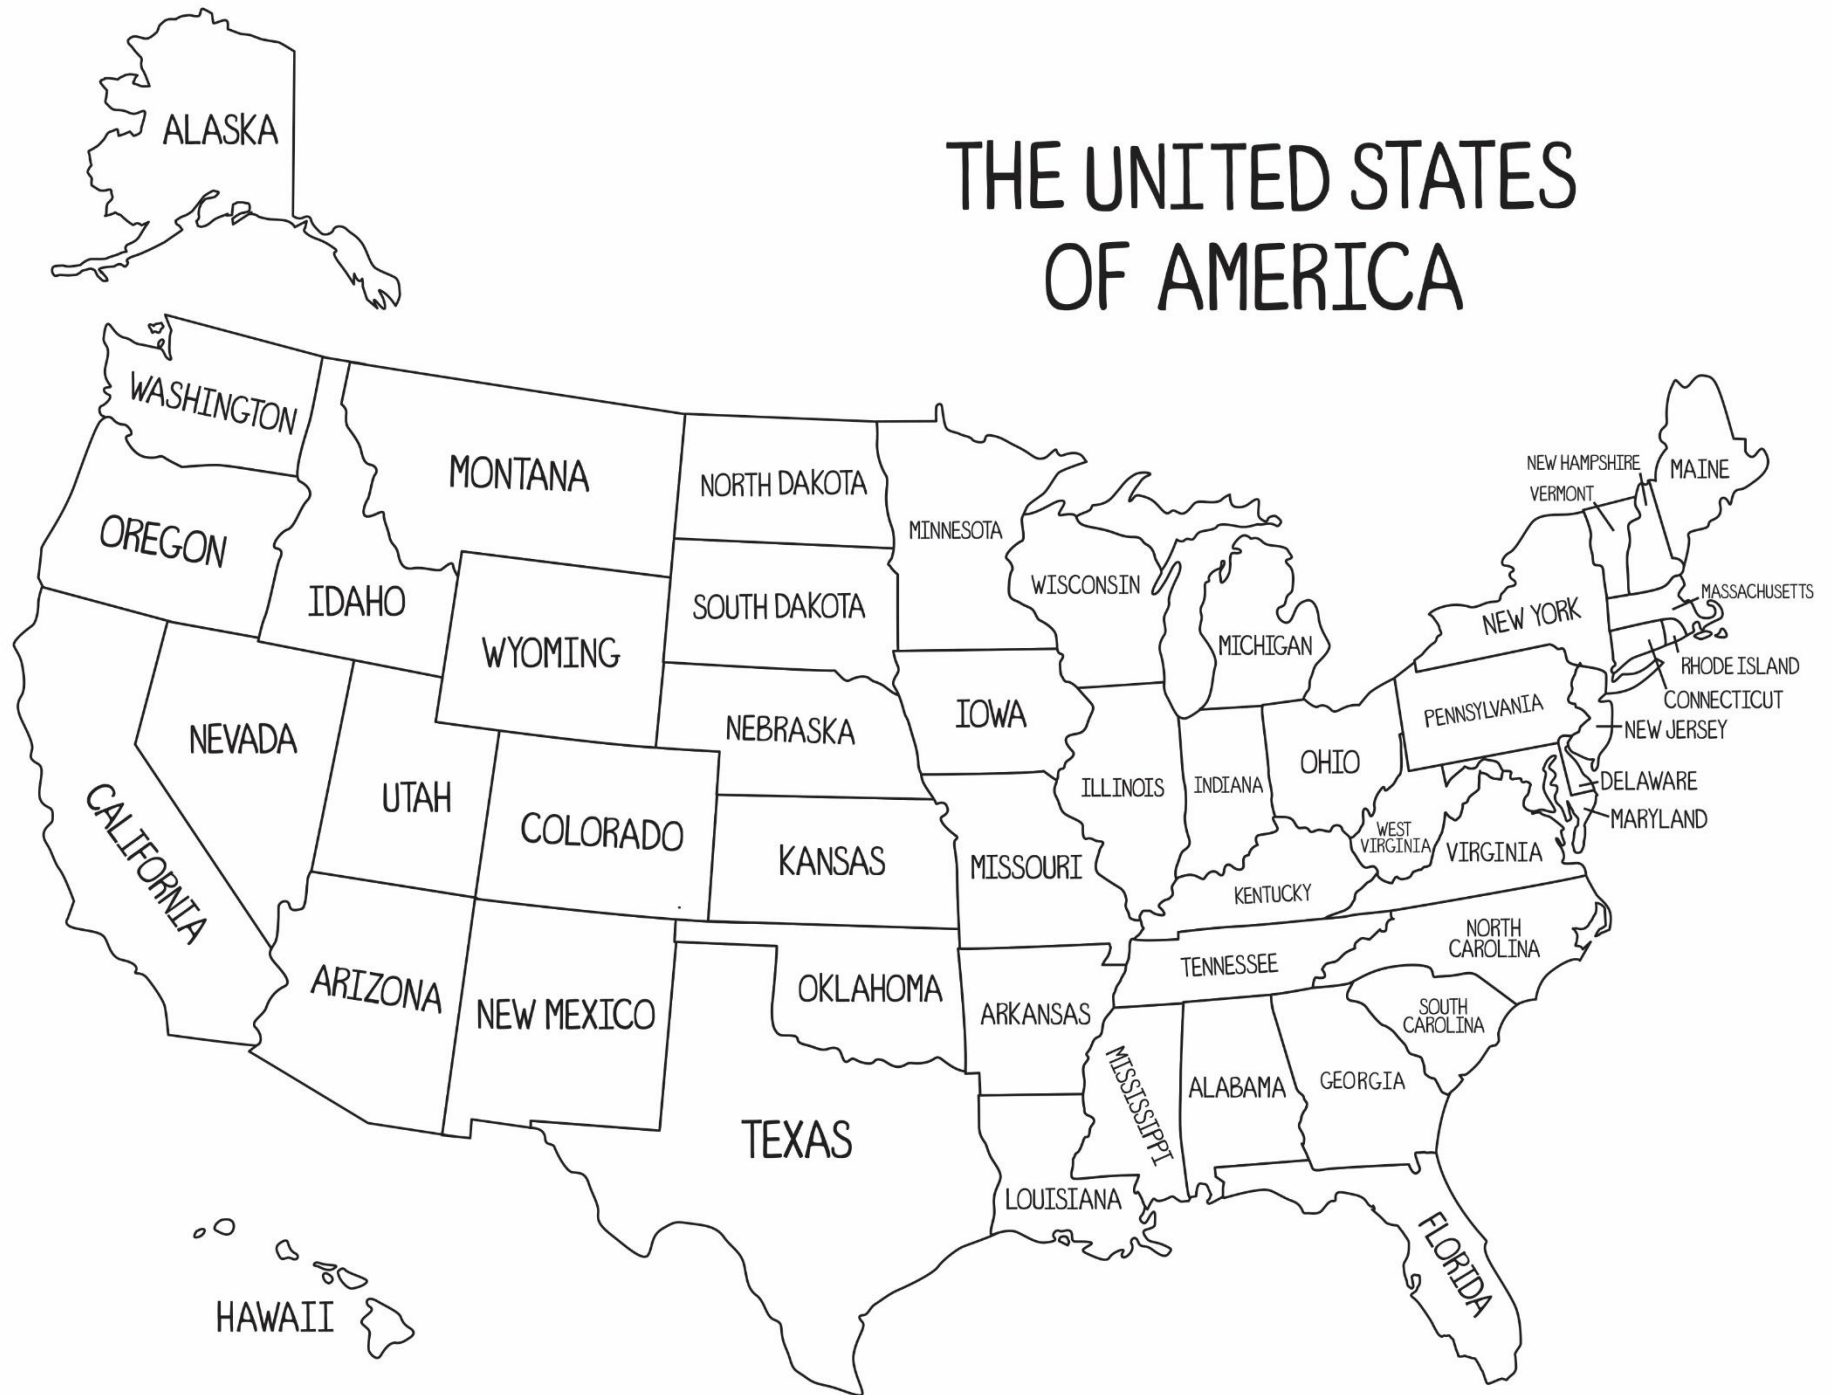 ALASKA
THE UNITED STATES
OF AMERICA
WASHINGTON
MONTANA
NORTH DAKOTA
MINNESOTA
NEW HAMPSHIRE
MAINE
VERMONT
OREGON
IDAHO
WYOMING
SOUTH DAKOTA
WISCONSIN
MICHIGAN
NEW YORK
MASSACHUSETTS
RHODE ISLAND
CONNECTICUT
NEVADA
UTAH
COLORADO
NEBRASKA
IOWA
ILLINOIS
INDIANA
OHIO
PENNSYLVANIA
NEW JERSEY
DELAWARE
MARYLAND
CALIFORNIA
KANSAS
MISSOURI
KENTUCKY
WEST
VIRGINIA
VIRGINIA
ARIZONA
NEW MEXICO
OKLAHOMA
ARKANSAS
TENNESSEE
NORTH
CAROLINA
SOUTH
CAROLINA
TEXAS
LOUISIANA
MISSISSIPPI
ALABAMA
GEORGIA
FLORIDA
HAWAII